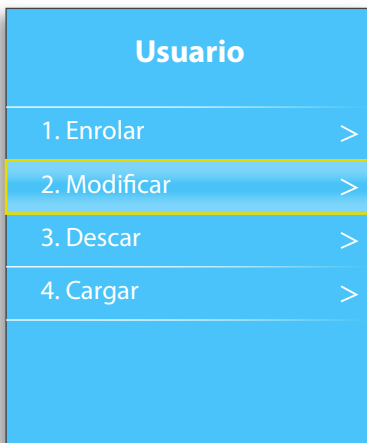 Usuario
1. Enrolar >
2. Modificar >
3. Descar >
4. Cargar >